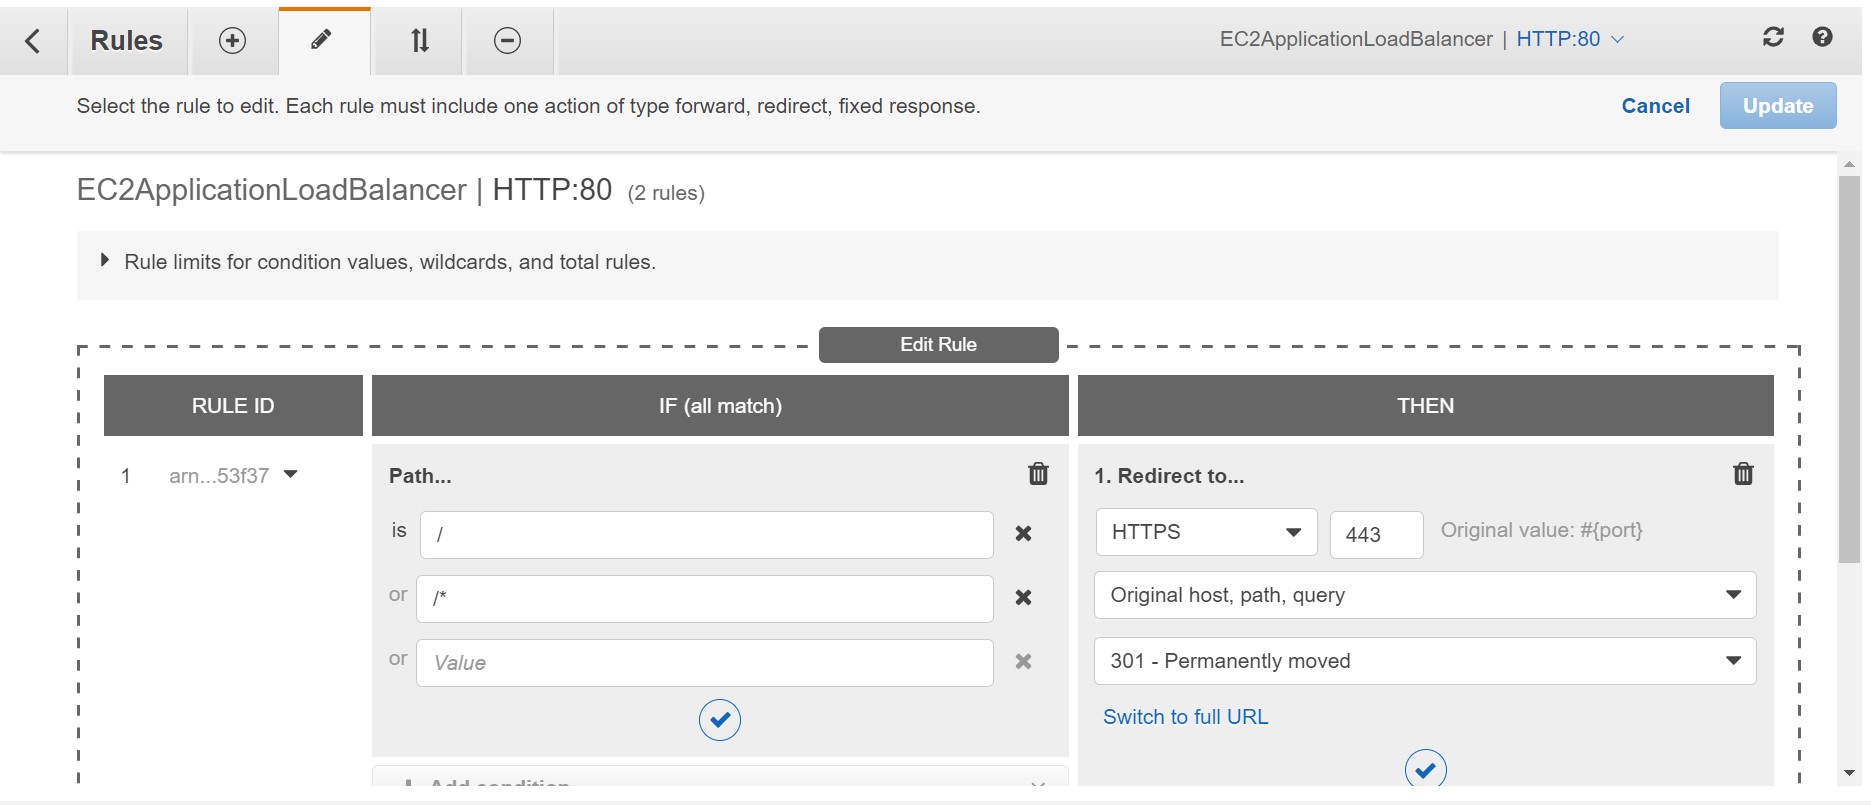 Rules
EC2ApplicationLoadBalancer | HTTP:80
Select the rule to edit. Each rule must include one action of type forward, redirect, fixed response.
Cancel
Update
EC2ApplicationLoadBalancer | HTTP:80 (2 rules)
Rule limits for condition values, wildcards, and total rules.
Edit Rule
RULE ID
IF (all match)
THEN
1
arn...53f37
Path...
is
/
or
/*
or
Value
Add condition
1. Redirect to...
HTTPS
443
Original value: #{port}
Original host, path, query
301 - Permanently moved
Switch to full URL